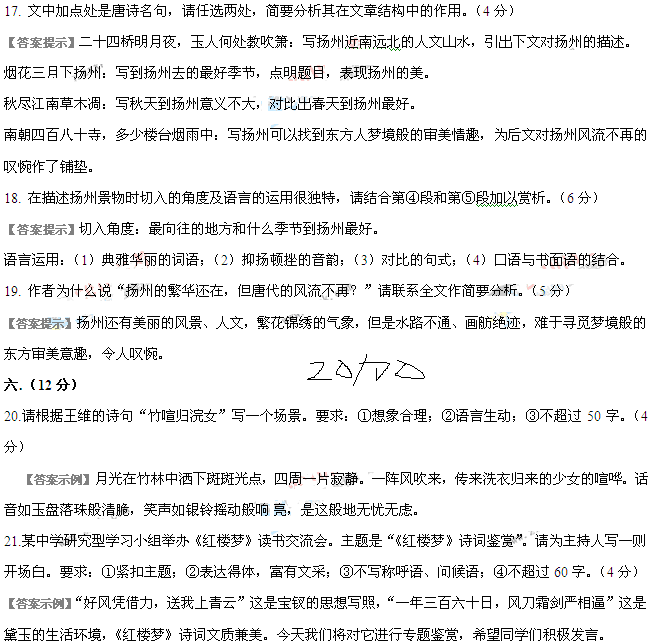 17. 文中加点处是唐诗名句，请任选两处，简要分析其在文章结构中的作用。（4 分）
【答案提示】二十四桥明月夜，玉人何处教吹箫：写扬州近南远北的人文山水，引出下文对扬州的描述。
烟花三月下扬州：写到扬州去的最好季节，点明题目，表现扬州的美。
秋尽江南草木凋：写秋天到扬州意义不大，对比出春天到扬州最好。
南朝四百八十寺，多少楼台烟雨中：写扬州可以找到东方人梦境般的审美情趣，为后文对扬州风流不再的
叹惋作了铺垫。
18. 在描述扬州景物时切入的角度及语言的运用很独特，请结合第④段和第⑤段加以赏析。（6 分）
【答案提示】切入角度：最向往的地方和什么季节到扬州最好。
语言运用：（1）典雅华丽的词语；（2）抑扬顿挫的音韵；（3）对比的句式；（4）口语与书面语的结合。
19. 作者为什么说“扬州的繁华还在，但唐代的风流不再？”请联系全文作简要分析。（5 分）
【答案提示】扬州还有美丽的风景、人文，繁花锦绣的气象，但是水路不通、画舫绝迹，难于寻觅梦境般的
东方审美意趣，令人叹惋。
六.（12 分）
20.请根据王维的诗句“竹喧归浣女”写一个场景。要求：①想象合理；②语言生动；③不超过 50 字。（4
分）
【答案示例】月光在竹林中洒下斑斑光点，四周一片寂静。一阵风吹来，传来洗衣归来的少女的喧哗。话
音如玉盘落珠般清脆，笑声如银铃摇动般响 亮，是这般地无忧无虑。
21.某中学研究型学习小组举办《红楼梦》读书交流会。主题是“《红楼梦》诗词鉴赏”。请为主持人写一则
开场白。要求：①紧扣主题；②表达得体，富有文采；③不写称呼语、问候语；④不超过 60 字。（4 分）
【答案示例】“好风凭借力，送我上青云”这是宝钗的思想写照，“一年三百六十日，风刀霜剑严相逼”这是
黛玉的生活环境，《红楼梦》诗词文质兼美。今天我们将对它进行专题鉴赏，希望同学们积极发言。